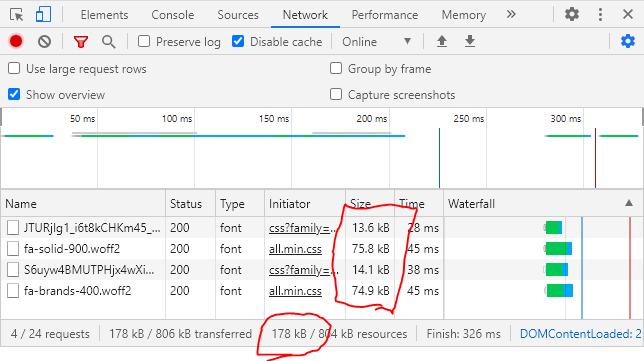 Elements Console Sources Network Performance Memory »
Preserve log Disable cache Online
Use large request rows Group by frame
Show overview Capture screenshots
50 ms 100 ms 150 ms 200 ms 250 ms 300 ms
Name Status Type Initiator Size Time Waterfall
JTURjIg1_i6t8kCHKm45_... 200 font css?family=... 13.6 kB 28 ms
fa-solid-900.woff2 200 font all.min.css 75.8 kB 45 ms
S6uyw4BMUTPHjx4wXi... 200 font css?family=... 14.1 kB 38 ms
fa-brands-400.woff2 200 font all.min.css 74.9 kB 45 ms
4 / 24 requests 178 kB / 806 kB transferred 178 kB / 804 kB resources Finish: 326 ms DOMContentLoaded: 2